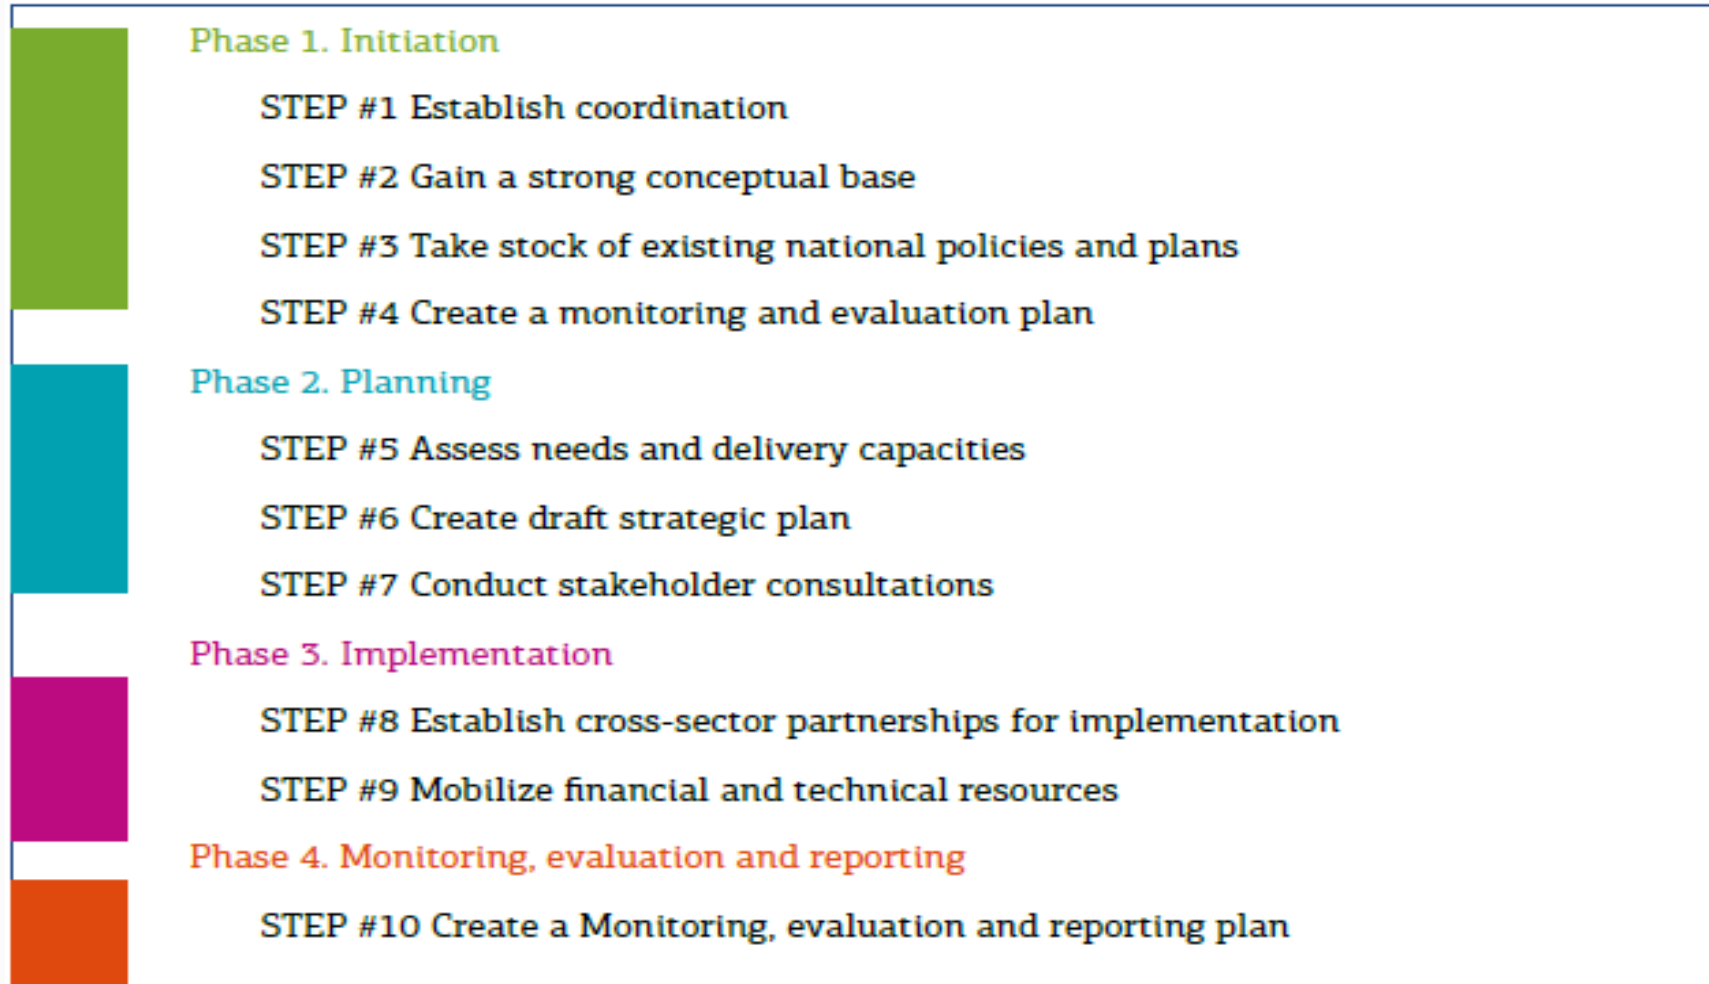 Phase 1. Initiation
STEP #1 Establish coordination
STEP #2 Gain a strong conceptual base
STEP #3 Take stock of existing national policies and plans
STEP #4 Create a monitoring and evaluation plan
Phase 2. Planning
STEP #5 Assess needs and delivery capacities
STEP #6 Create draft strategic plan
STEP #7 Conduct stakeholder consultations
Phase 3. Implementation
STEP #8 Establish cross-sector partnerships for implementation
STEP #9 Mobilize financial and technical resources
Phase 4. Monitoring, evaluation and reporting
STEP #10 Create a Monitoring, evaluation and reporting plan